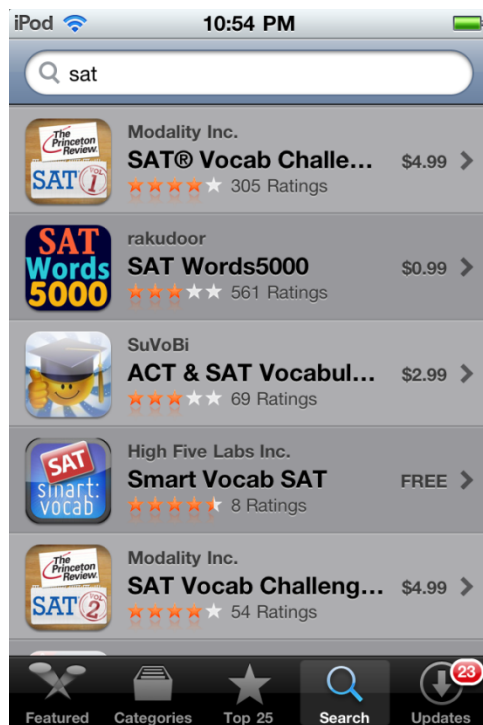 iPod 10:54 PM
sat
The
Princeton
Review
SAT VOL 1
Modality Inc.
SAT® Vocab Challe...
$4.99
305 Ratings
SAT
Words
5000
rakudoor
SAT Words5000
$0.99
561 Ratings
SuVoBi
ACT & SAT Vocabul...
$2.99
69 Ratings
SAT
smart:
vocab
High Five Labs Inc.
Smart Vocab SAT
FREE
8 Ratings
The
Princeton
Review
SAT VOL 2
Modality Inc.
SAT Vocab Challeng...
$4.99
54 Ratings
23
Featured Categories Top 25 Search Updates